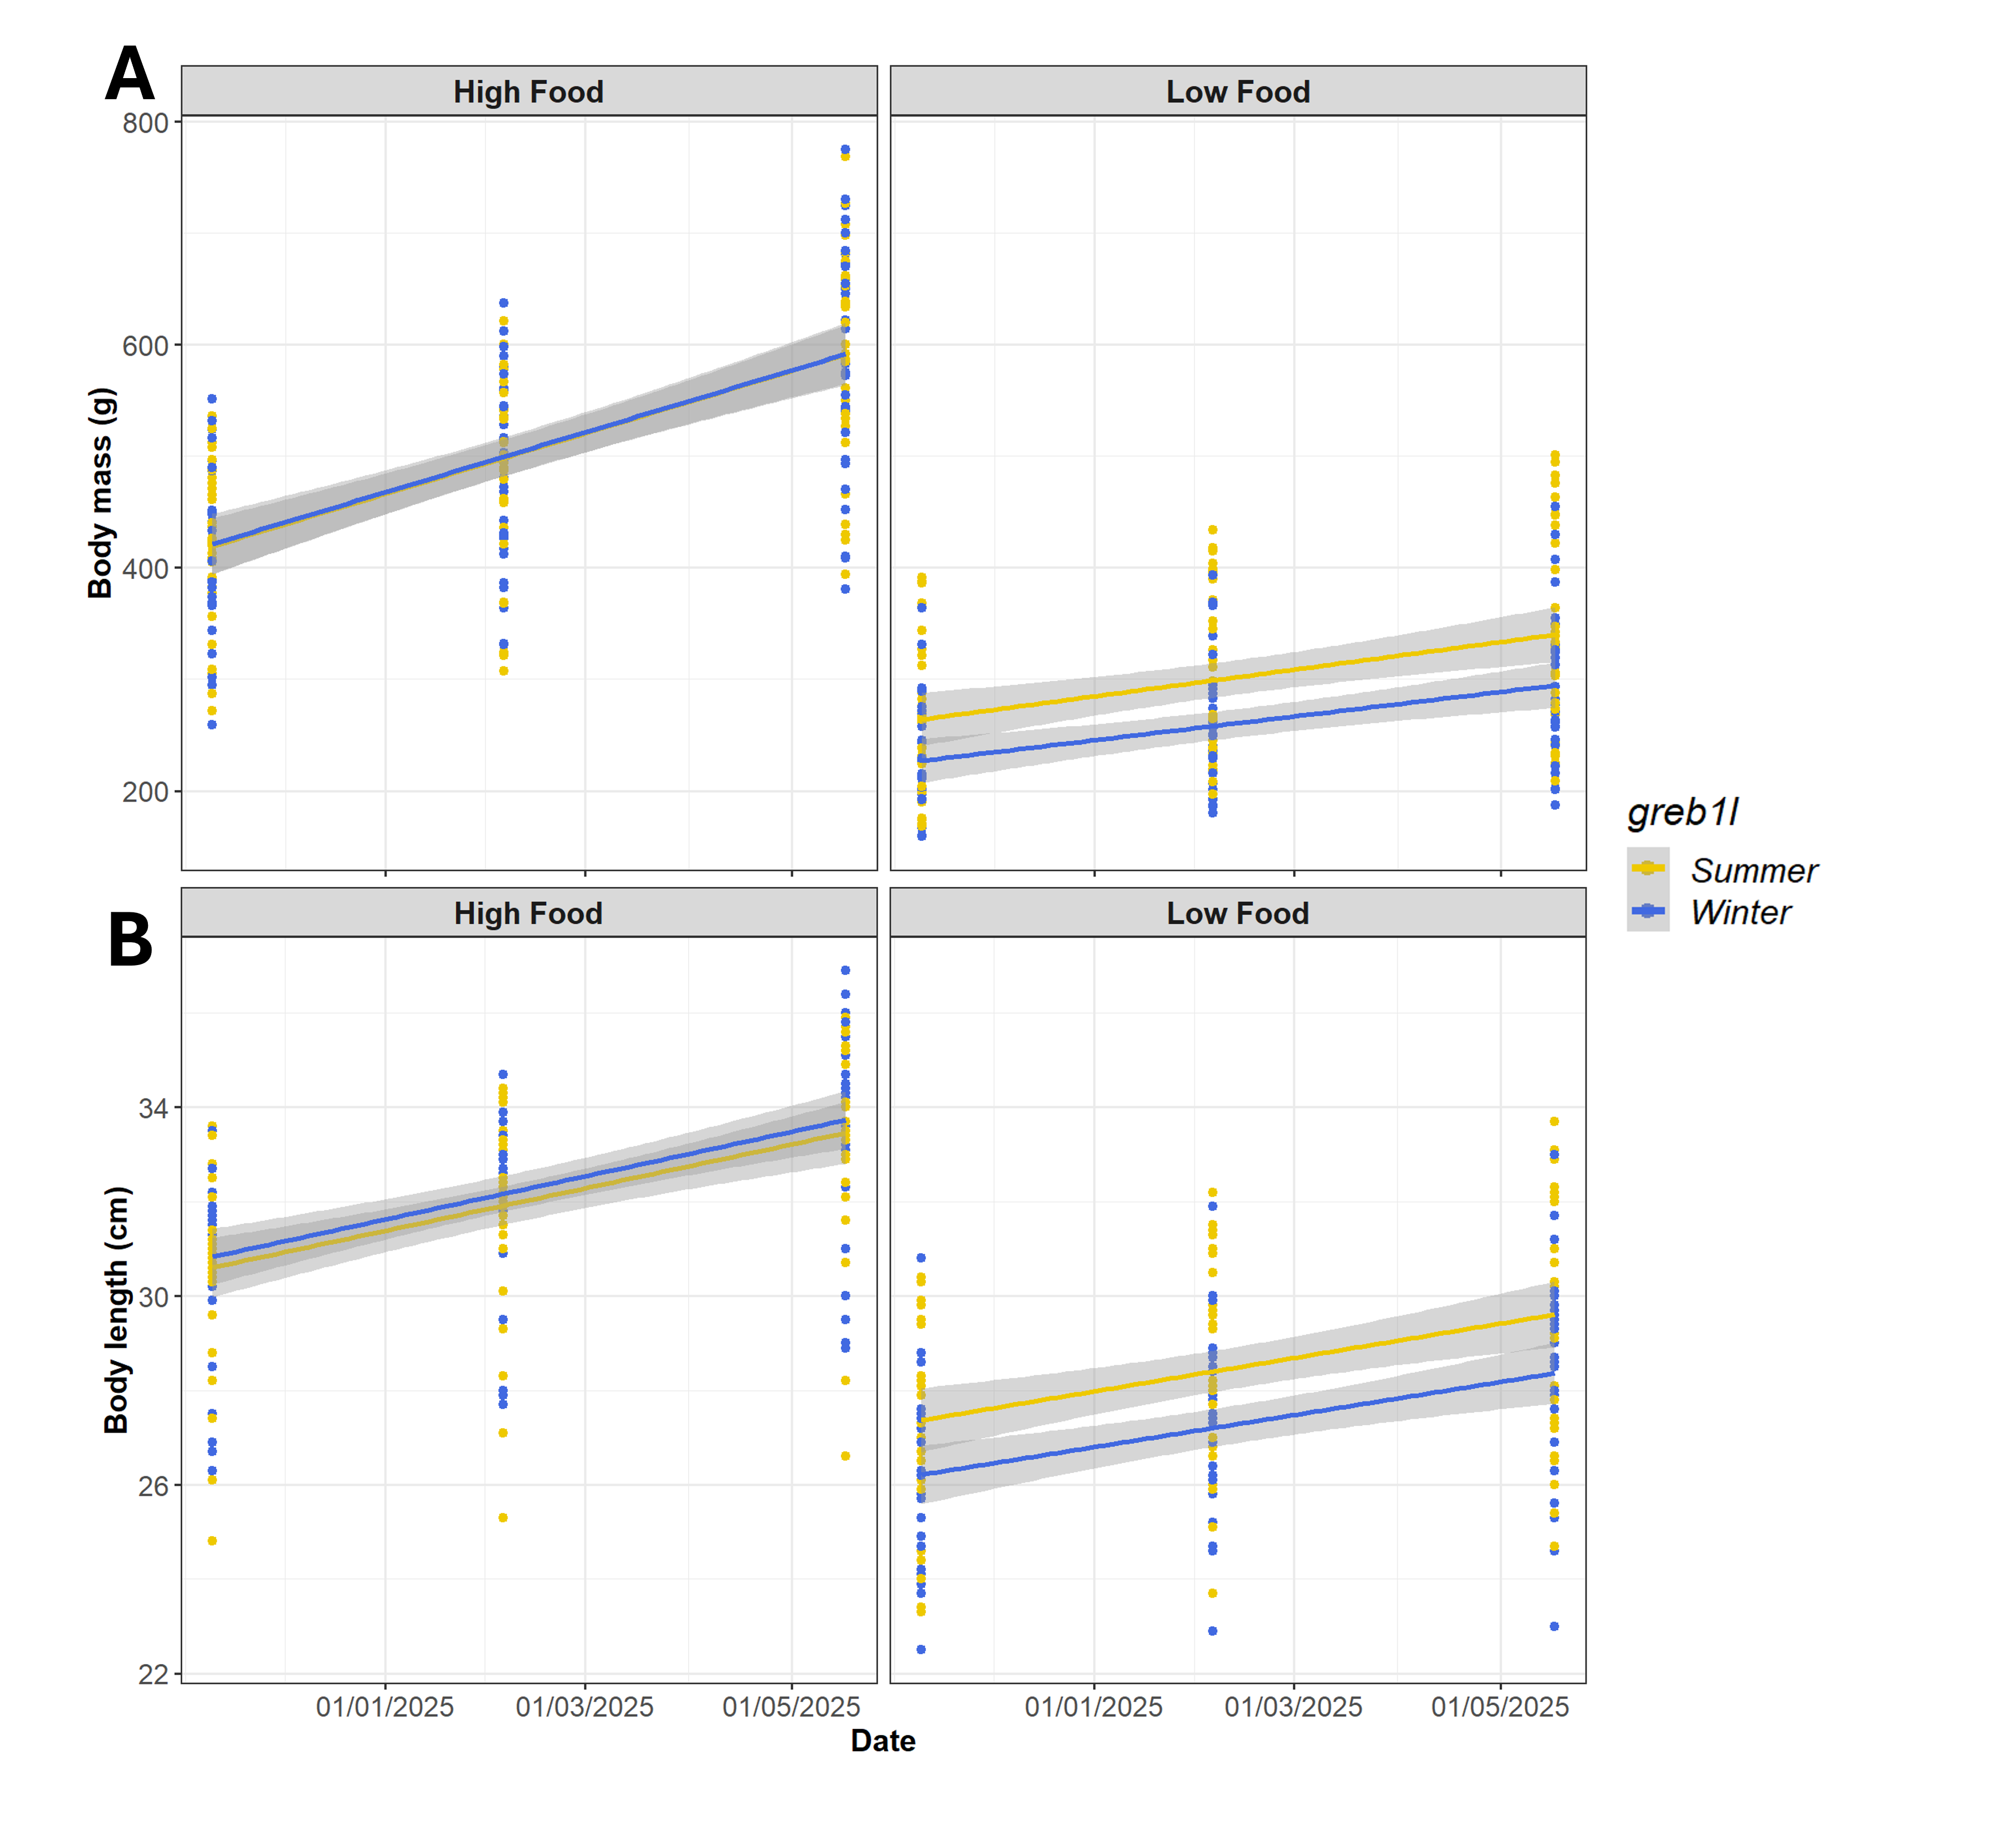 A
High Food Low Food
800
600
400
200
Body mass (g)
greb1l
Summer
Winter
B
High Food Low Food
34
30
26
22
Body length (cm)
01/01/2025 01/03/2025 01/05/2025 01/01/2025 01/03/2025 01/05/2025
Date